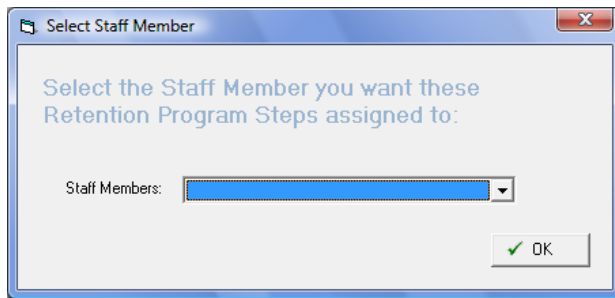 Select Staff Member
Select the Staff Member you want these
Retention Program Steps assigned to:
Staff Members:
OK